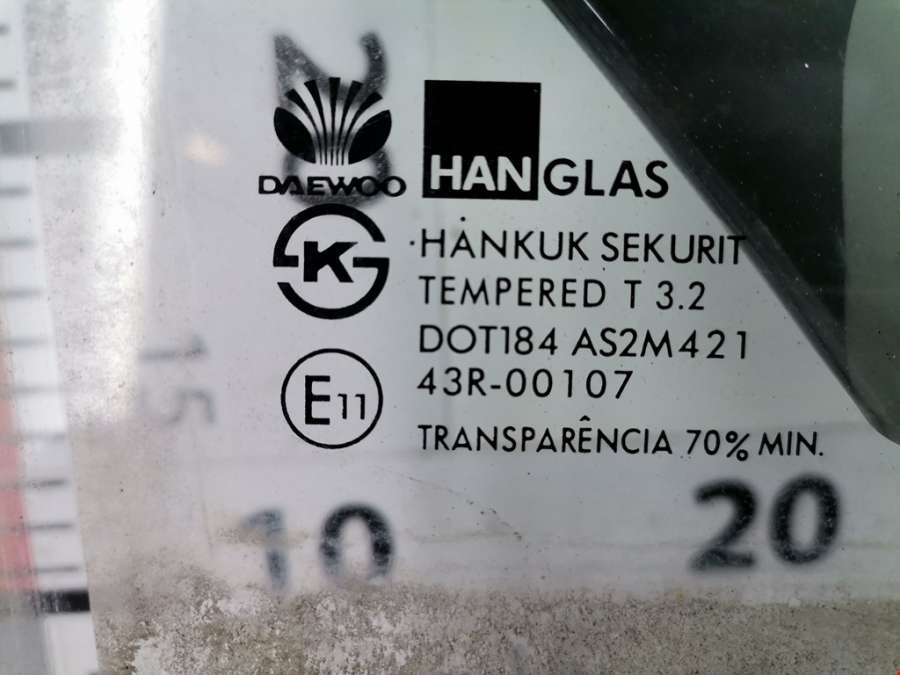 DAEWOO
HANGLAS
K
HANKUK SEKURIT
TEMPERED T 3.2
DOT184 AS2M421
E11
43R-00107
TRANSPARÊNCIA 70% MIN.
15
10
20